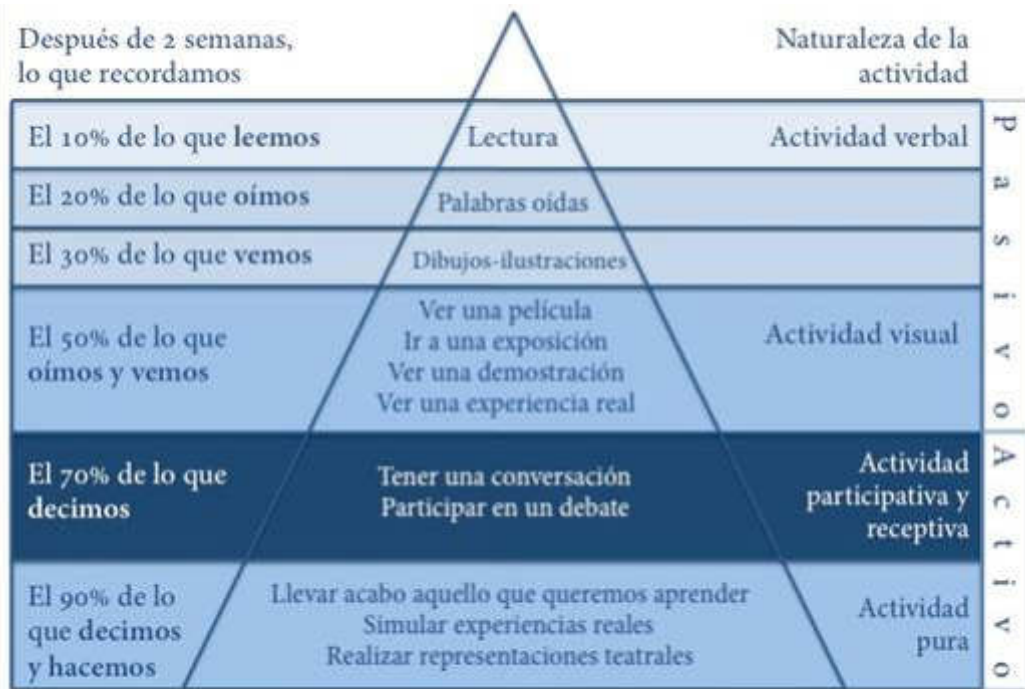 Después de 2 semanas,
lo que recordamos
Naturaleza de la
actividad
El 10% de lo que leemos
Lectura
Actividad verbal
El 20% de lo que oímos
Palabras oídas
El 30% de lo que vemos
Dibujos-ilustraciones
El 50% de lo que
oímos y vemos
Ver una película
Ir a una exposición
Ver una demostración
Ver una experiencia real
Actividad visual
Pasivo
El 70% de lo que
decimos
Tener una conversación
Participar en un debate
Actividad
participativa y
receptiva
El 90% de lo
que decimos
y hacemos
Llevar acabo aquello que queremos aprender
Simular experiencias reales
Realizar representaciones teatrales
Actividad
pura
Activo